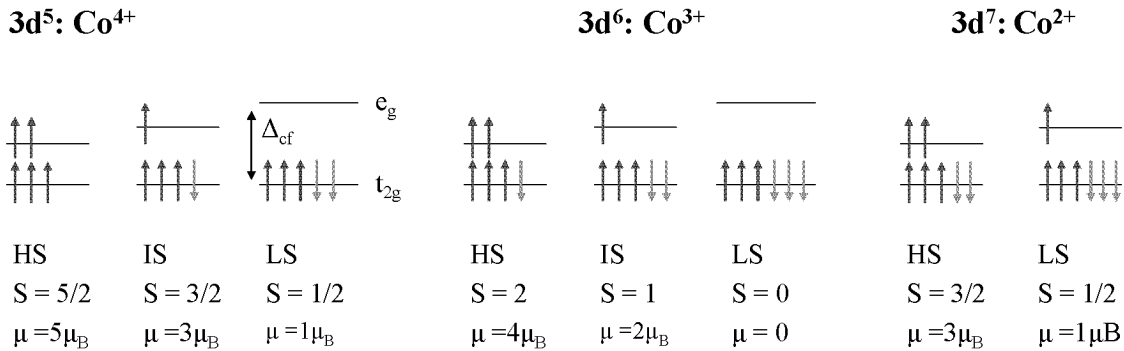 3d⁵: Co⁴⁺ 3d⁶: Co³⁺ 3d⁷: Co²⁺
e_g
Δ_cf
t_2g
HS IS LS HS IS LS HS LS
S = 5/2 S = 3/2 S = 1/2 S = 2 S = 1 S = 0 S = 3/2 S = 1/2
μ =5μ_B μ =3μ_B μ =1μ_B μ =4μ_B μ =2μ_B μ = 0 μ =3μ_B μ =1μB